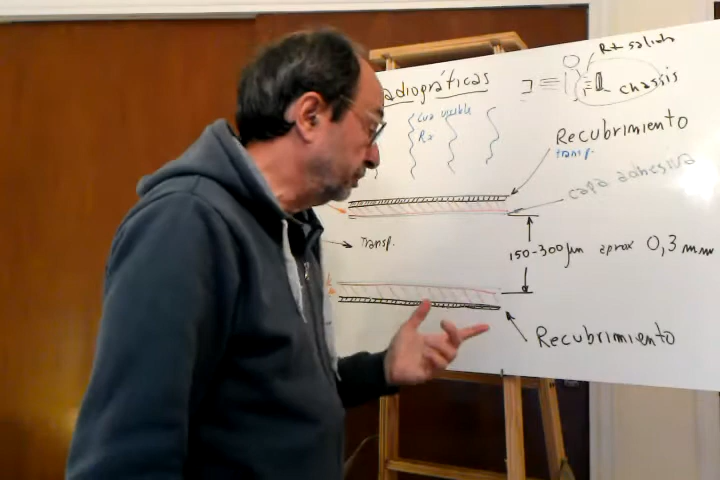 adiográficas
Rx salida
chassis
Luz visible
Rx
Recubrimiento
transp.
capa adhesiva
transp.
150-300 µm aprox 0,3 mm
Recubrimiento